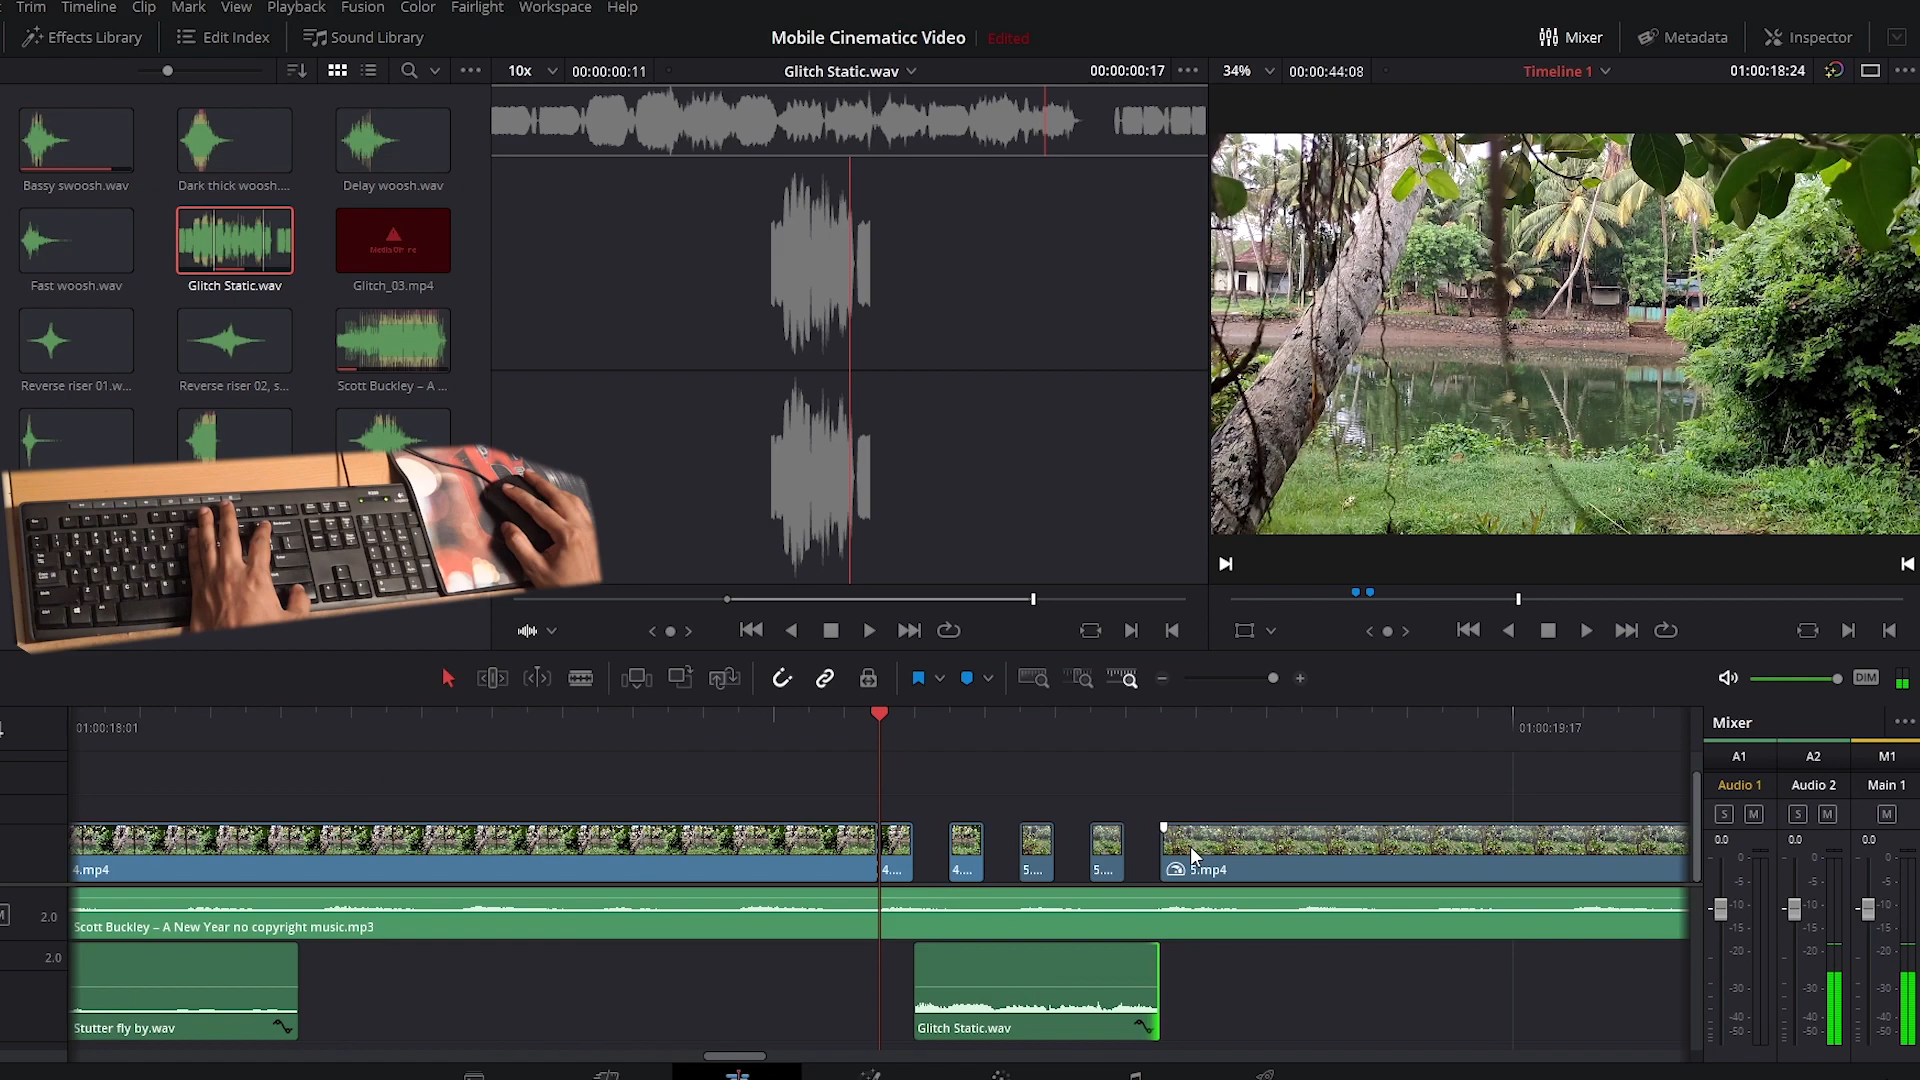 Trim Timeline Clip Mark View Playback Fusion Color Fairlight Workspace Help
Effects Library Edit Index Sound Library Mobile Cinematicc Video Edited Mixer Metadata Inspector
10x 00:00:00:11 Glitch Static.wav 00:00:00:17 34% 00:00:44:08 Timeline 1 01:00:18:24
Bassy swoosh.wav Dark thick woosh.... Delay woosh.wav
Fast woosh.wav Glitch Static.wav Glitch_03.mp4
Reverse riser 01.w... Reverse riser 02, s... Scott Buckley – A ...
DIM
01:00:18:01 01:00:19:17
4.mp4 4.... 4.... 5.... 5.... 5.mp4
2.0
Scott Buckley – A New Year no copyright music.mp3
2.0
Stutter fly by.wav Glitch Static.wav
Mixer
A1 A2 M1
Audio 1 Audio 2 Main 1
S M S M M
0.0 0.0 0.0
0- 0- 0-
-5- -5- -5-
-10- -10- -10-
-15- -15- -15-
-20- -20- -20-
-30- -30- -30-
-40- -40- -40-
-50- -50- -50-